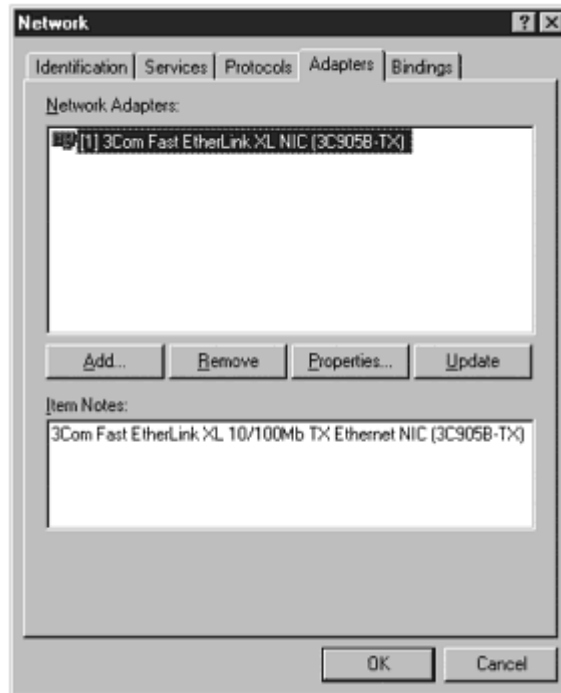 Network
Identification Services Protocols Adapters Bindings
Network Adapters:
[1] 3Com Fast EtherLink XL NIC (3C905B-TX)
Add... Remove Properties... Update
Item Notes:
3Com Fast EtherLink XL 10/100Mb TX Ethernet NIC (3C905B-TX)
OK Cancel